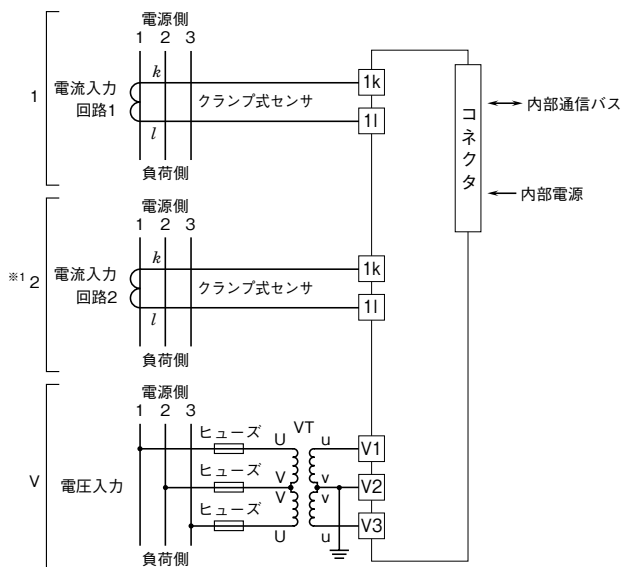 電源側
1 2 3
k
1
電流入力
回路1
クランプ式センサ
l
負荷側
1k
1l
コネクタ
内部通信バス
内部電源
電源側
1 2 3
k
※1 2
電流入力
回路2
クランプ式センサ
l
負荷側
1k
1l
電源側
1 2 3
V
電圧入力
ヒューズ
ヒューズ
ヒューズ
VT
U u
V v
V v
U u
V1
V2
V3
負荷側